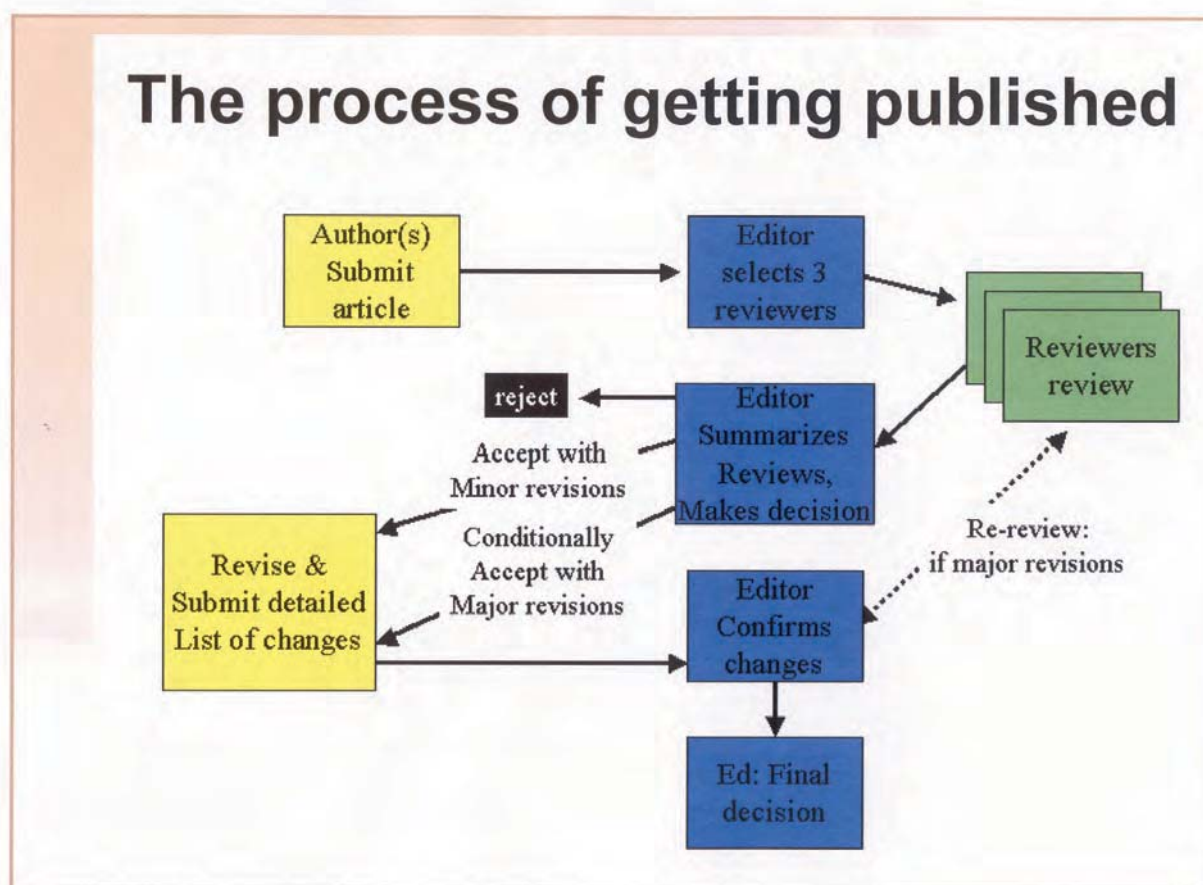 The process of getting published
Author(s)
Submit
article
Editor
selects 3
reviewers
Reviewers
review
reject
Editor
Summarizes
Reviews,
Makes decision
Accept with
Minor revisions
Conditionally
Accept with
Major revisions
Re-review:
if major revisions
Revise &
Submit detailed
List of changes
Editor
Confirms
changes
Ed: Final
decision